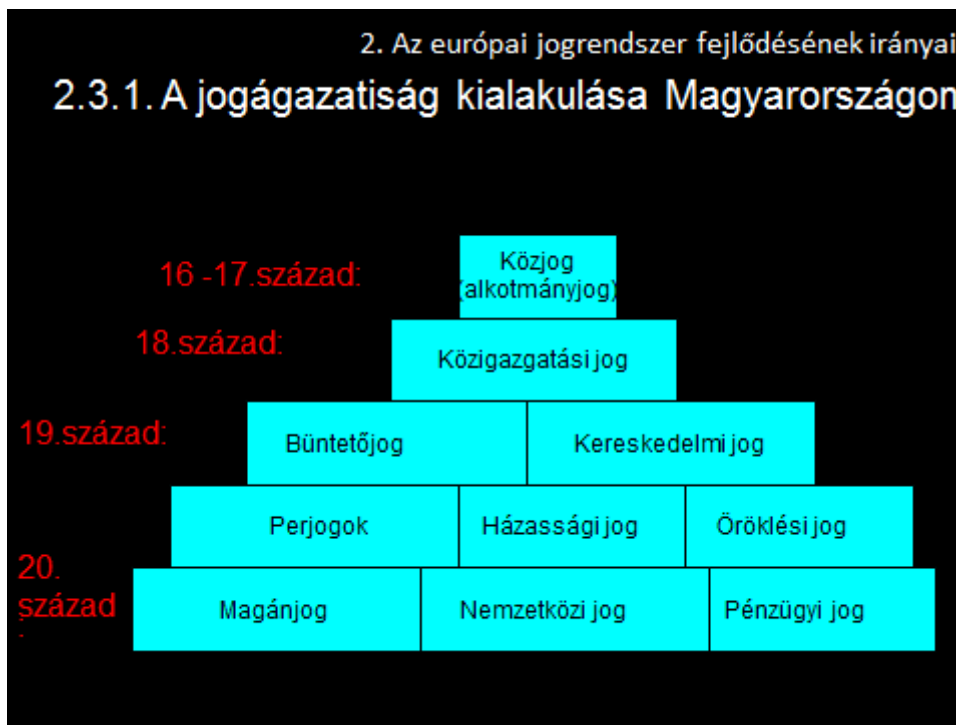 2. Az európai jogrendszer fejlődésének irányai
2.3.1. A jogágazatiság kialakulása Magyarországon
16 -17.század:
Közjog
(alkotmányjog)
18.század:
Közigazgatási jog
19.század:
Büntetőjog
Kereskedelmi jog
Perjogok
Házassági jog
Öröklési jog
20.
század
:
Magánjog
Nemzetközi jog
Pénzügyi jog